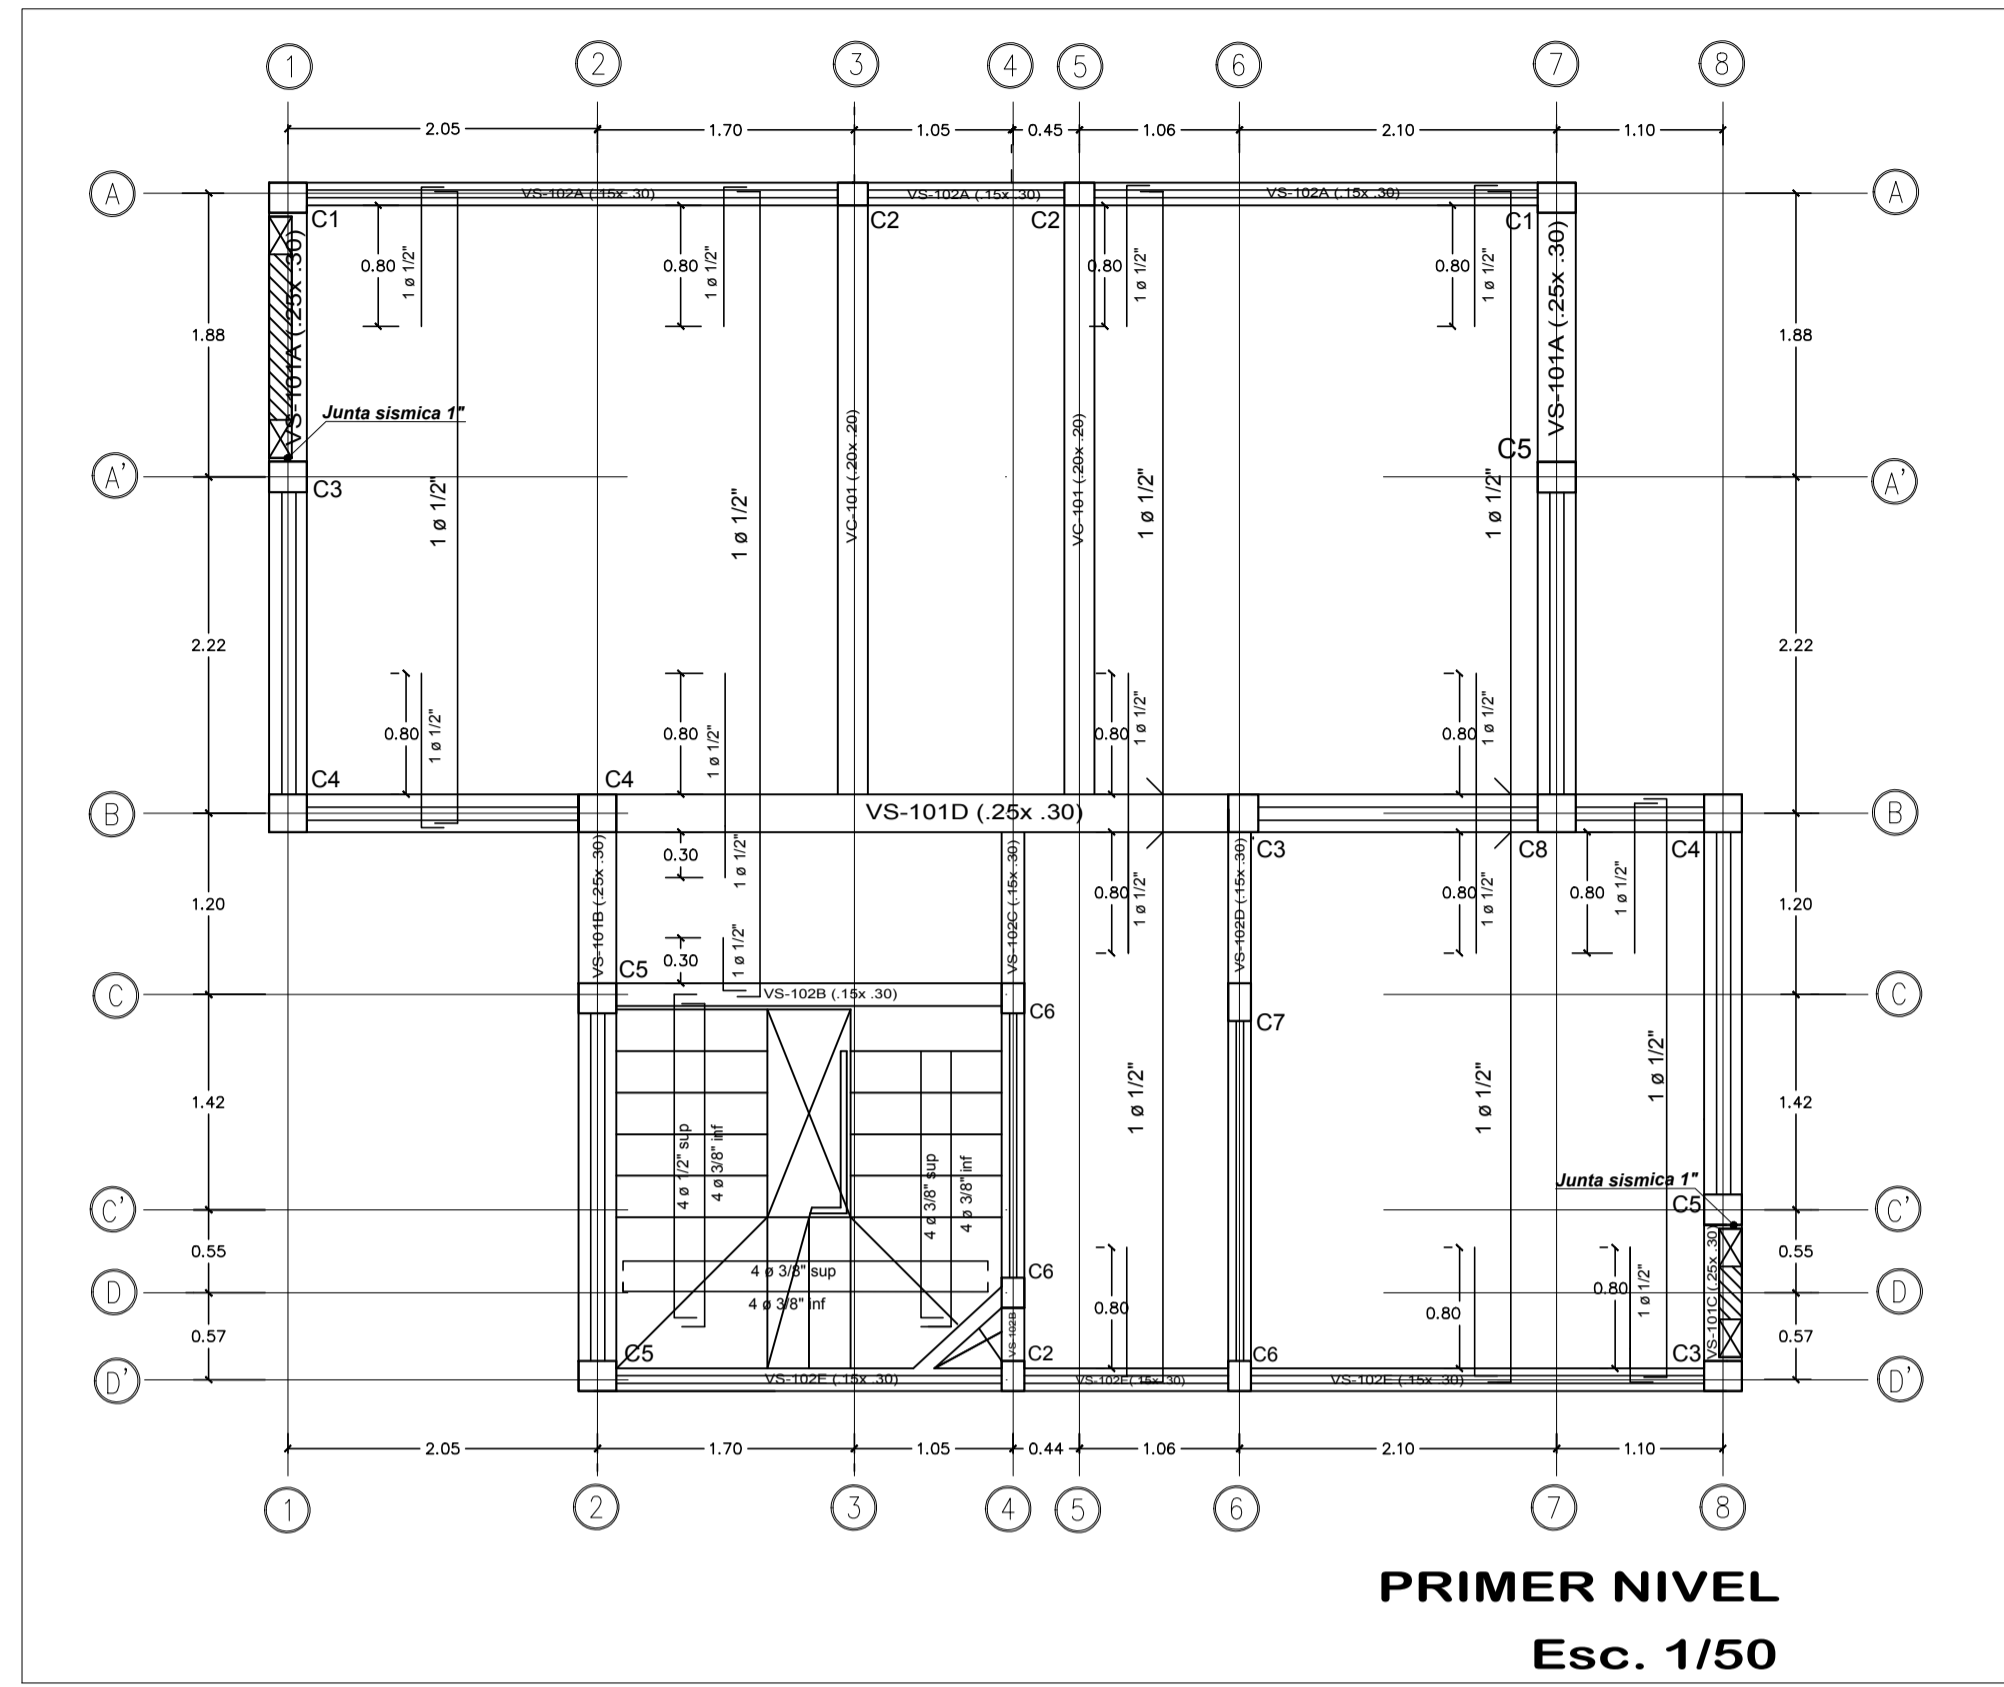 1 2 3 4 5 6 7 8
2.05 1.70 1.05 0.45 1.06 2.10 1.10
A A
VS-102A (.15x .30) VS-102A (.15x .30) VS-102A (.15x .30)
C1 C2 C2 C1
VS-101A (.25x .30) VS-101A (.25x .30)
0.80 1 ø 1/2" 0.80 1 ø 1/2" 0.80 1 ø 1/2" 0.80 1 ø 1/2"
1.88 1.88
Junta sismica 1"
C5
A' A'
C3
1 ø 1/2" 1 ø 1/2" VC-101 (.20x .20) VC-101 (.20x .20) 1 ø 1/2" 1 ø 1/2"
2.22 2.22
0.80 1 ø 1/2" 0.80 1 ø 1/2" 0.80 1 ø 1/2" 0.80 1 ø 1/2"
C4 C4
B VS-101D (.25x .30) B
C3 C8 C4
VS-101B (.25x .30) 0.30 1 ø 1/2" VS-102C (.15x .30) 0.80 1 ø 1/2" VS-102D (.15x .30) 0.80 1 ø 1/2" 0.80 1 ø 1/2"
1.20 1.20
C5 0.30 1 ø 1/2"
C VS-102B (.15x .30) C
C6 C7
1 ø 1/2" 1 ø 1/2" 1 ø 1/2"
1.42 1.42
4 ø 1/2" sup 4 ø 3/8" inf 4 ø 3/8" sup 4 ø 3/8" inf
Junta sismica 1"
C' C5 C'
0.55 0.55
4 ø 3/8" sup C6
D 0.80 0.80 0.80 1 ø 1/2" VS-101C (.25x .30) D
4 ø 3/8" inf
0.57 VS-102B 0.57
C5 C2 C6 C3
D' VS-102E (.15x .30) VS-102E(.15x .30) VS-102E (.15x .30) D'
2.05 1.70 1.05 0.44 1.06 2.10 1.10
1 2 3 4 5 6 7 8
PRIMER NIVEL
Esc. 1/50